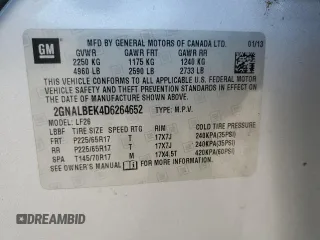 GM
MFD BY GENERAL MOTORS OF CANADA LTD.
01/13
GVWR GAWR FRT GAWR RR
2250 KG 1175 KG 1240 KG
4960 LB 2590 LB 2733 LB
THIS VEHICLE CONFORMS TO ALL APPLICABLE U.S. FEDERAL MOTOR
VEHICLE SAFETY AND THEFT PREVENTION STANDARDS IN EFFECT
ON THE DATE OF MANUFACTURE SHOWN ABOVE.
2GNALBEK4D6264652 TYPE: M.P.V.
MODEL: LF26
LBBF TIRE SIZE SPEED RTG RIM COLD TIRE PRESSURE
FRT P225/65R17 T 17X7J 240KPA(35PSI)
RR P225/65R17 T 17X7J 240KPA(35PSI)
SPA T145/70R17 M 17X4.5T 420KPA(60PSI)
SEE OWNER'S MANUAL FOR
DREAMBID